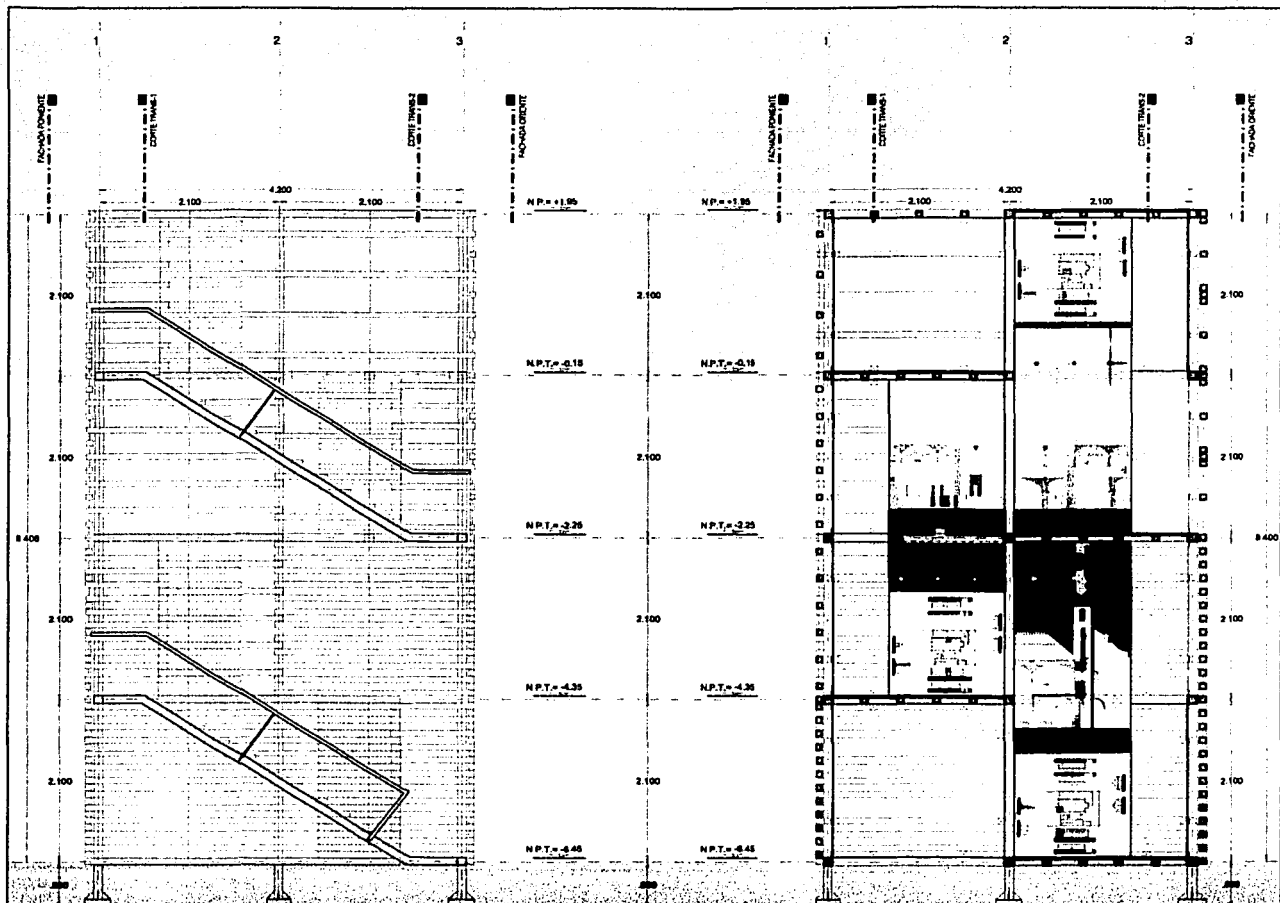 1 2 3 1 2 3
FACHADA PONIENTE
CORTE TRANS-1
CORTE TRANS-2
FACHADA ORIENTE
FACHADA PONIENTE
CORTE TRANS-1
CORTE TRANS-2
FACHADA ORIENTE
4.200 4.200
2.100 2.100 2.100 2.100
N.P.= +1.95 N.P.= +1.95
2.100 2.100 2.100
N.P.T.= -0.15 N.P.T.= -0.15
2.100 2.100 2.100
N.P.T.= -2.25 N.P.T.= -2.25
8.400 8.400
2.100 2.100 2.100
N.P.T.= -4.35 N.P.T.= -4.35
2.100 2.100 2.100
N.P.T.= -6.45 N.P.T.= -6.45